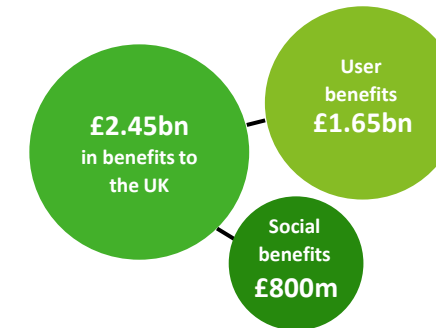 £2.45bn
in benefits to
the UK
User
benefits
£1.65bn
Social
benefits
£800m